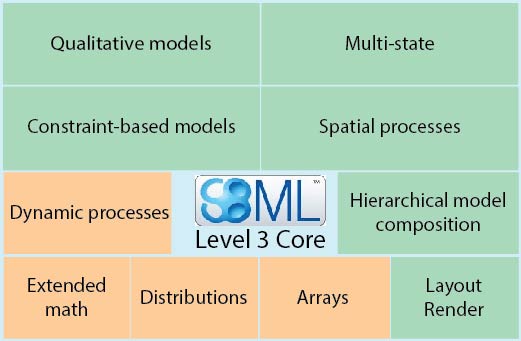 Qualitative models
Multi-state
Constraint-based models
Spatial processes
Dynamic processes
SBML™
Level 3 Core
Hierarchical model
composition
Extended
math
Distributions
Arrays
Layout
Render